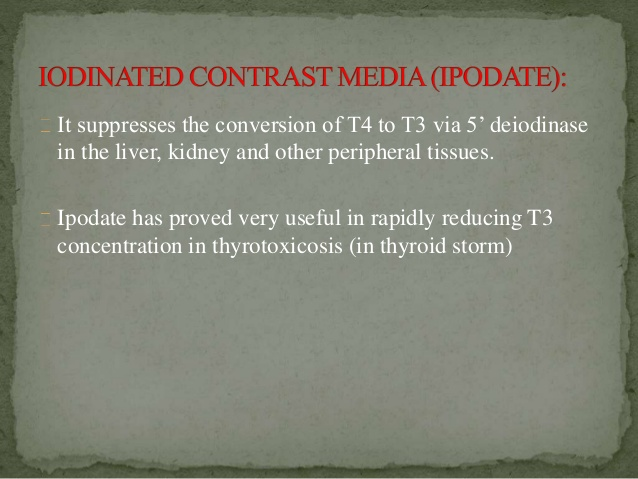 IODINATED CONTRAST MEDIA (IPODATE):
It suppresses the conversion of T4 to T3 via 5’ deiodinase
in the liver, kidney and other peripheral tissues.
Ipodate has proved very useful in rapidly reducing T3
concentration in thyrotoxicosis (in thyroid storm)